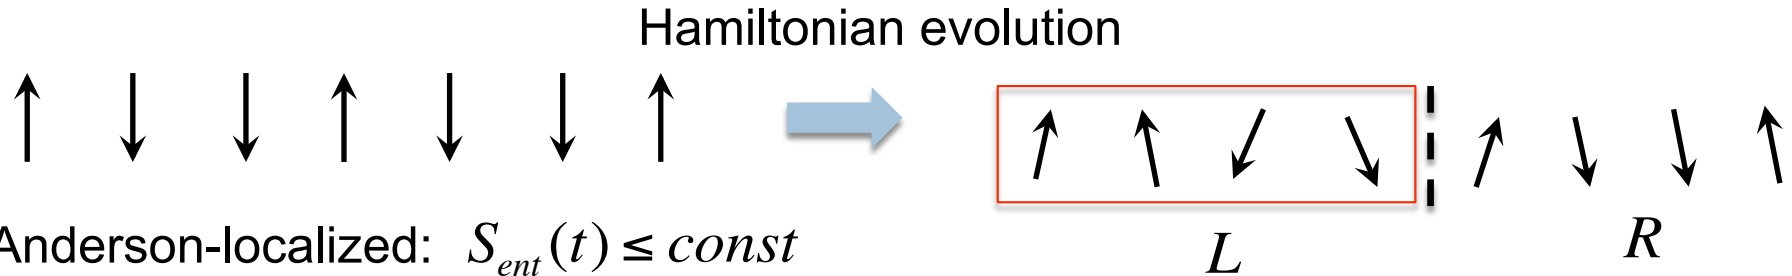 Hamiltonian evolution
Anderson-localized: S_ent(t) ≤ const
L
R